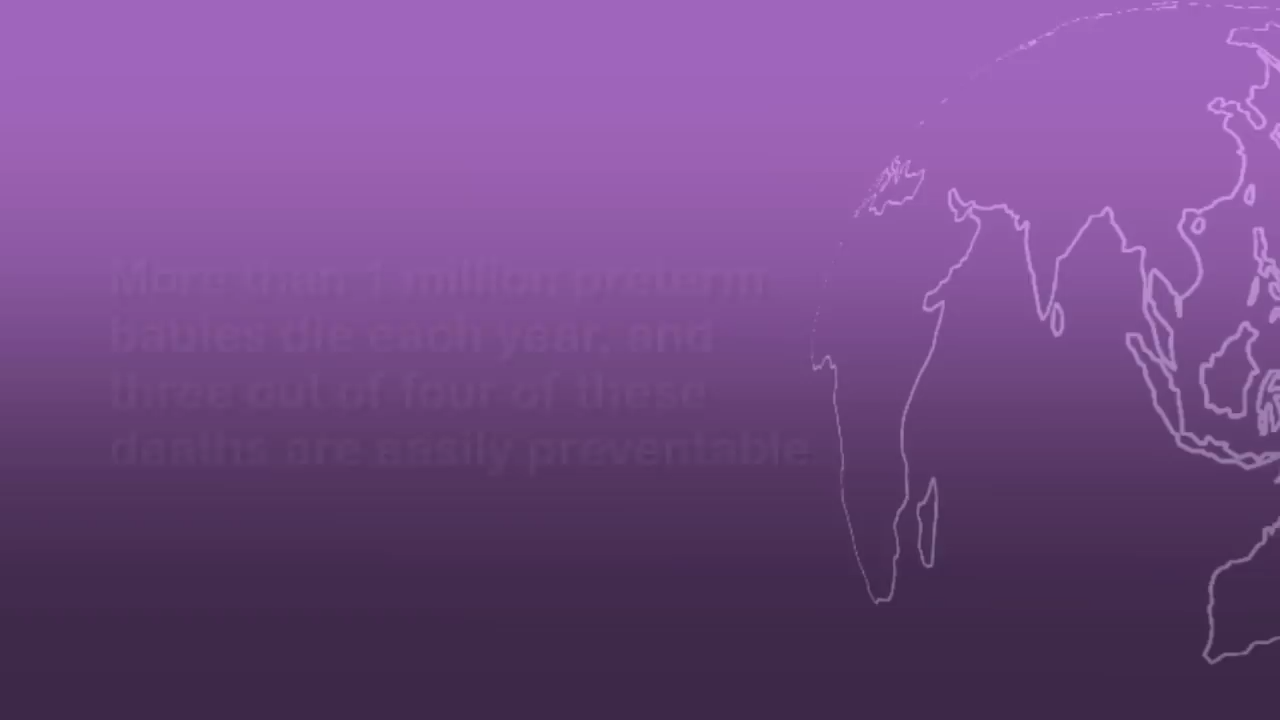 More than 1 million preterm
babies die each year, and
three out of four of these
deaths are easily preventable